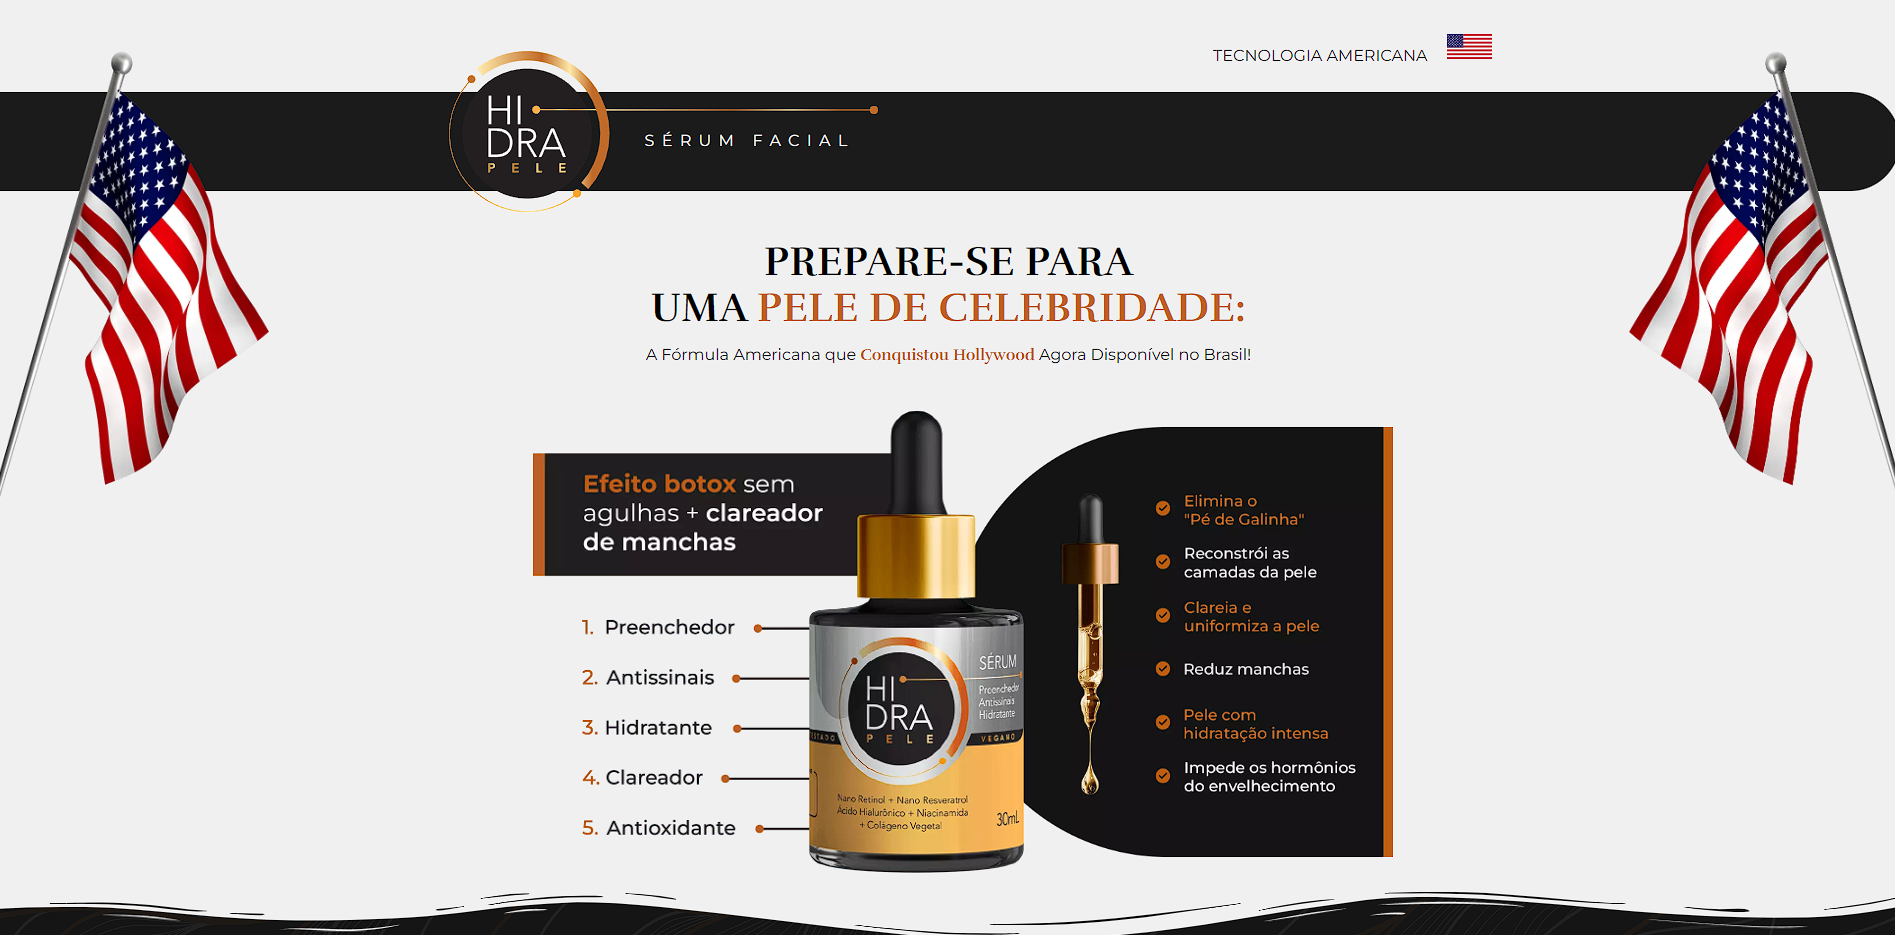 TECNOLOGIA AMERICANA
HI
DRA
PELE
SÉRUM FACIAL
PREPARE-SE PARA
UMA PELE DE CELEBRIDADE:
A Fórmula Americana que Conquistou Hollywood Agora Disponível no Brasil!
Efeito botox sem
agulhas + clareador
de manchas
1. Preenchedor
2. Antissinais
3. Hidratante
4. Clareador
5. Antioxidante
SÉRUM
Preenchedor
Antissinais
Hidratante
HI
DRA
PELE
VEGANO
Nano Retinol + Nano Resveratrol
Ácido Hialurônico + Niacinamida
+ Colágeno Vegetal
30mL
Elimina o
"Pé de Galinha"
Reconstrói as
camadas da pele
Clareia e
uniformiza a pele
Reduz manchas
Pele com
hidratação intensa
Impede os hormônios
do envelhecimento